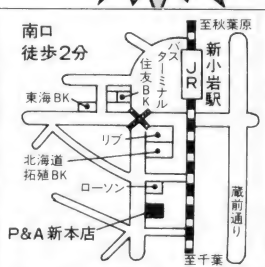 南口
徒歩2分
至秋葉原
バス
ターミナル
新小岩駅
JR
住友BK
東海BK
リブ
北海道
拓殖BK
ローソン
蔵前通り
P&A新本店
至千葉